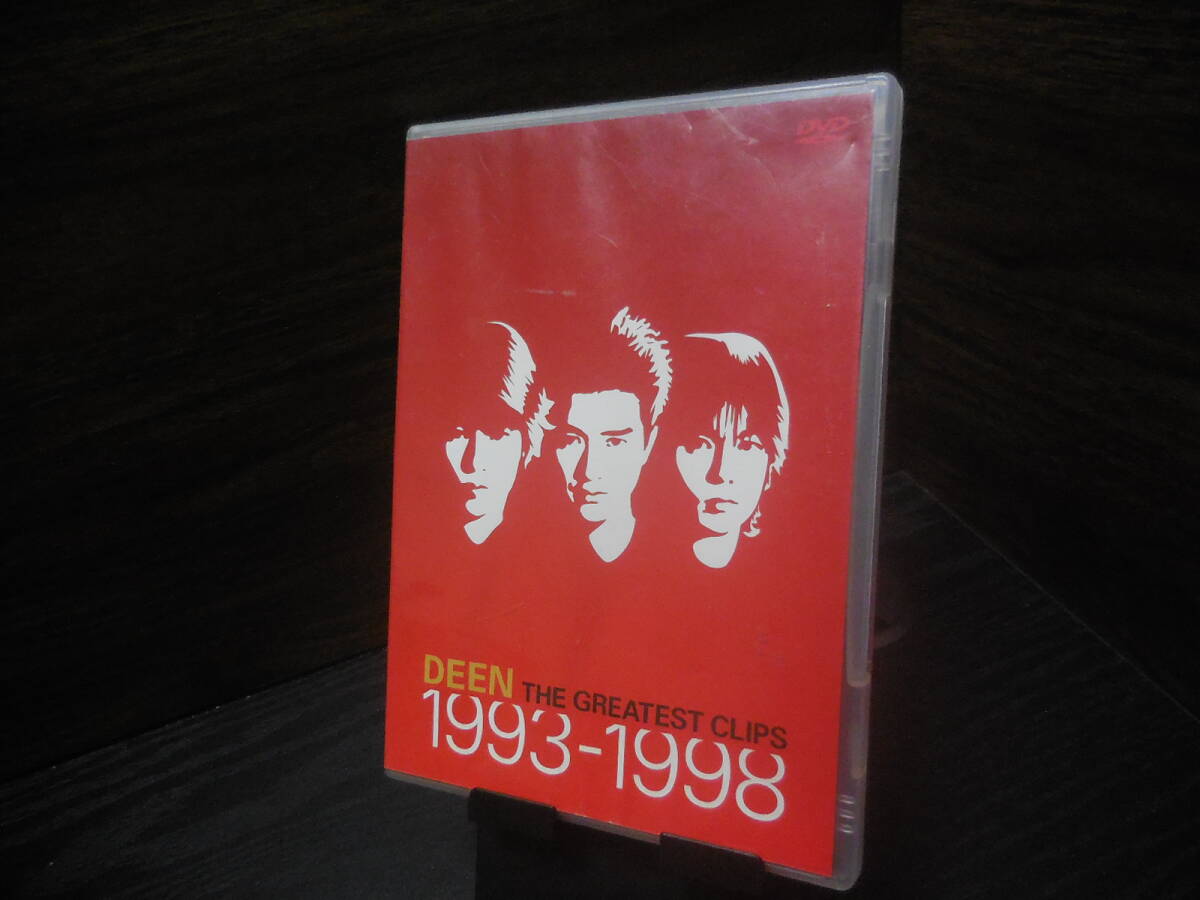 DVD
DEEN THE GREATEST CLIPS
1993-1998